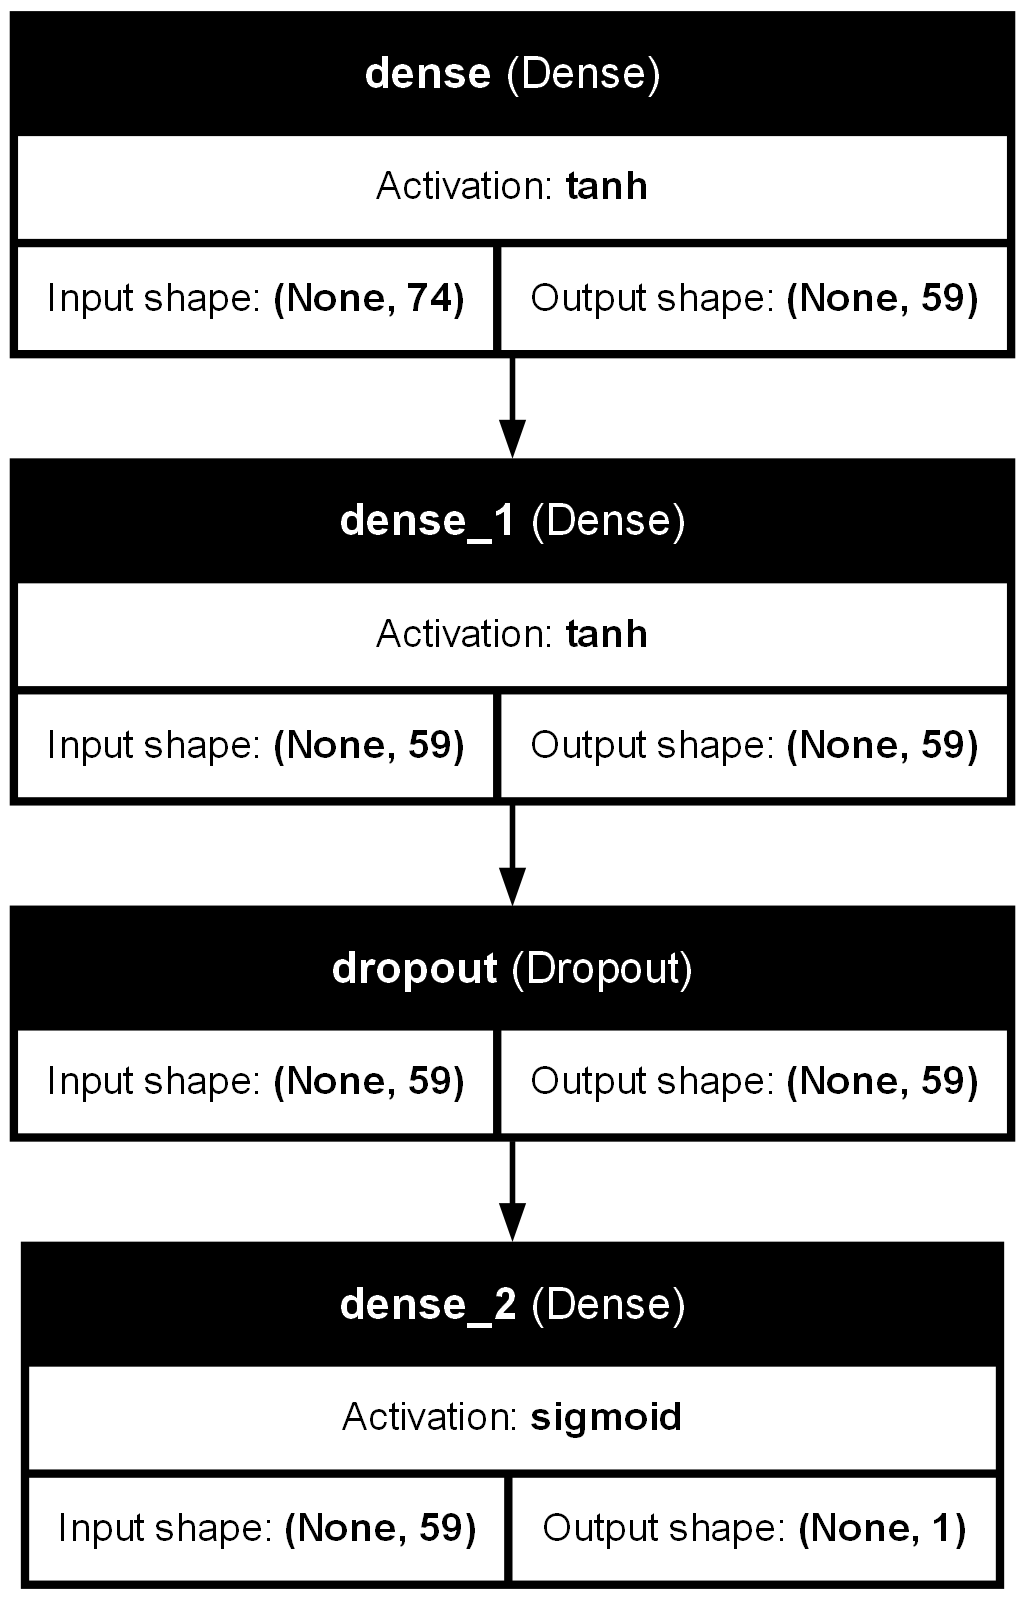 dense (Dense)
Activation: tanh
Input shape: (None, 74) Output shape: (None, 59)
dense_1 (Dense)
Activation: tanh
Input shape: (None, 59) Output shape: (None, 59)
dropout (Dropout)
Input shape: (None, 59) Output shape: (None, 59)
dense_2 (Dense)
Activation: sigmoid
Input shape: (None, 59) Output shape: (None, 1)